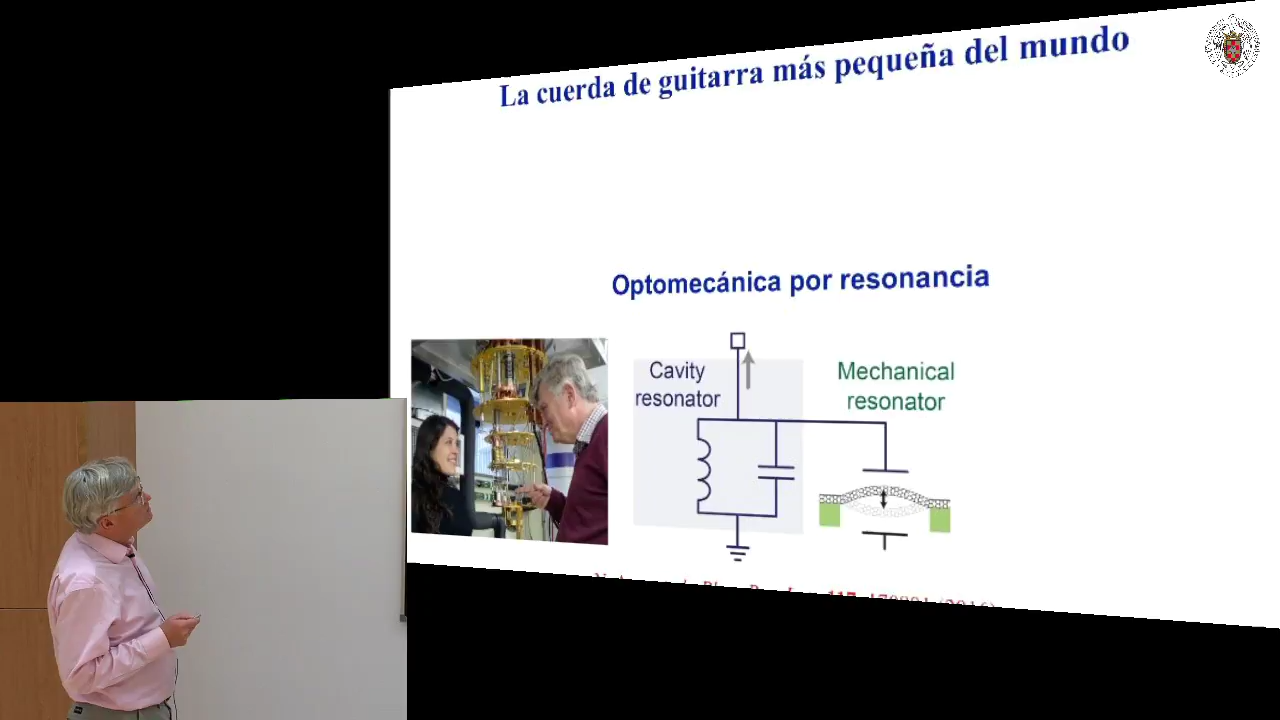 La cuerda de guitarra más pequeña del mundo
Optomecánica por resonancia
Cavity
resonator
Mechanical
resonator